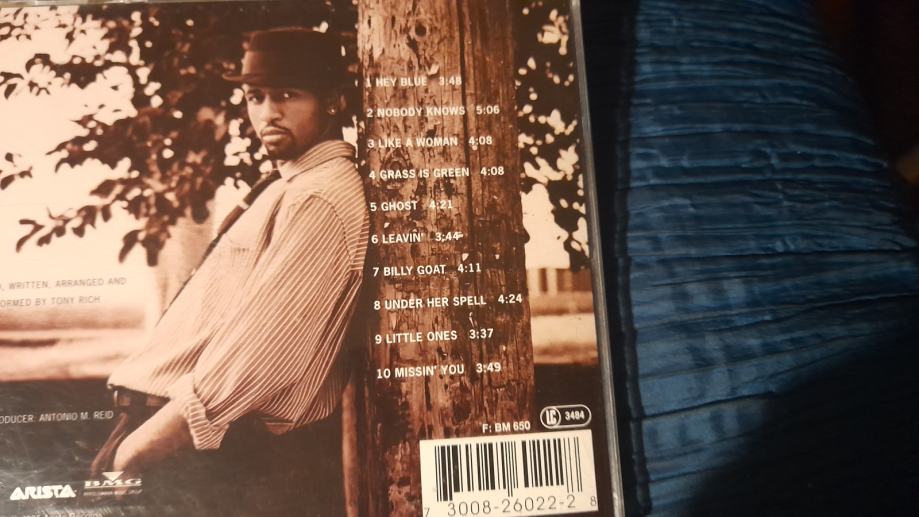 1 HEY BLUE 3:48
2 NOBODY KNOWS 5:06
3 LIKE A WOMAN 4:08
4 GRASS IS GREEN 4:08
5 GHOST 4:21
6 LEAVIN' 3:44
7 BILLY GOAT 4:11
8 UNDER HER SPELL 4:24
9 LITTLE ONES 3:37
10 MISSIN' YOU 3:49
WRITTEN, ARRANGED AND
BY TONY RICH
ANTONIO M. REID
F: BM 650
LC 3484
ARISTA
BMG
7 3008-26022-2 8